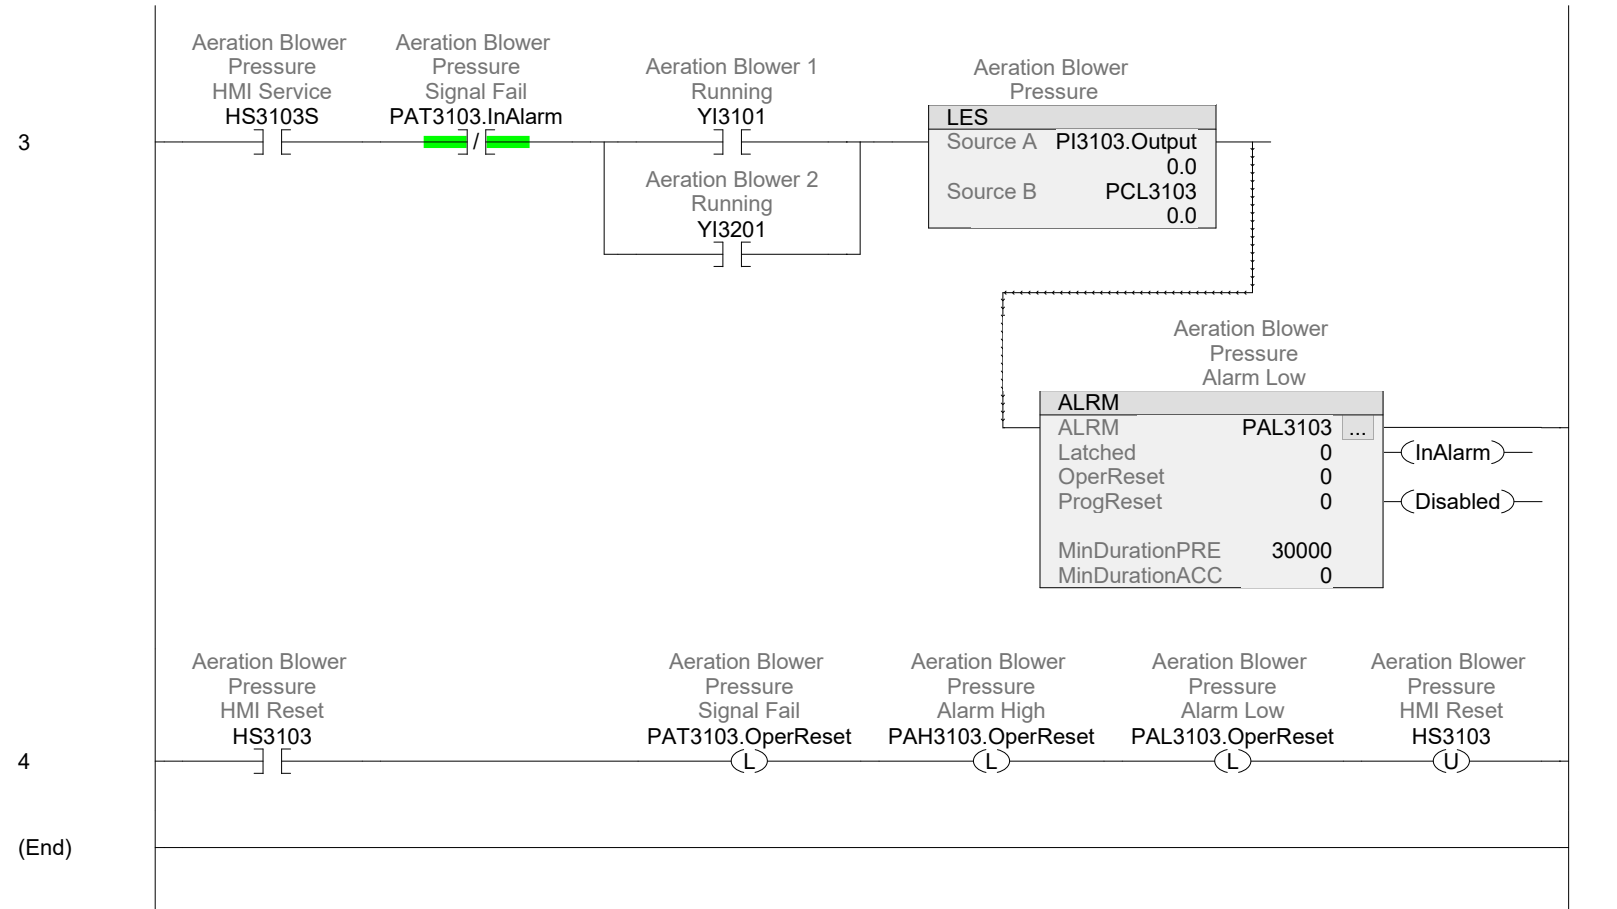 Aeration Blower
Pressure
HMI Service
HS3103S
Aeration Blower
Pressure
Signal Fail
PAT3103.InAlarm
/
Aeration Blower 1
Running
YI3101
Aeration Blower 2
Running
YI3201
Aeration Blower
Pressure
LES
Source A PI3103.Output
0.0
Source B PCL3103
0.0
3
Aeration Blower
Pressure
Alarm Low
ALRM
ALRM PAL3103 ...
Latched 0 InAlarm
OperReset 0
ProgReset 0 Disabled
MinDurationPRE 30000
MinDurationACC 0
Aeration Blower
Pressure
HMI Reset
HS3103
Aeration Blower
Pressure
Signal Fail
PAT3103.OperReset
L
Aeration Blower
Pressure
Alarm High
PAH3103.OperReset
L
Aeration Blower
Pressure
Alarm Low
PAL3103.OperReset
L
Aeration Blower
Pressure
HMI Reset
HS3103
U
4
(End)